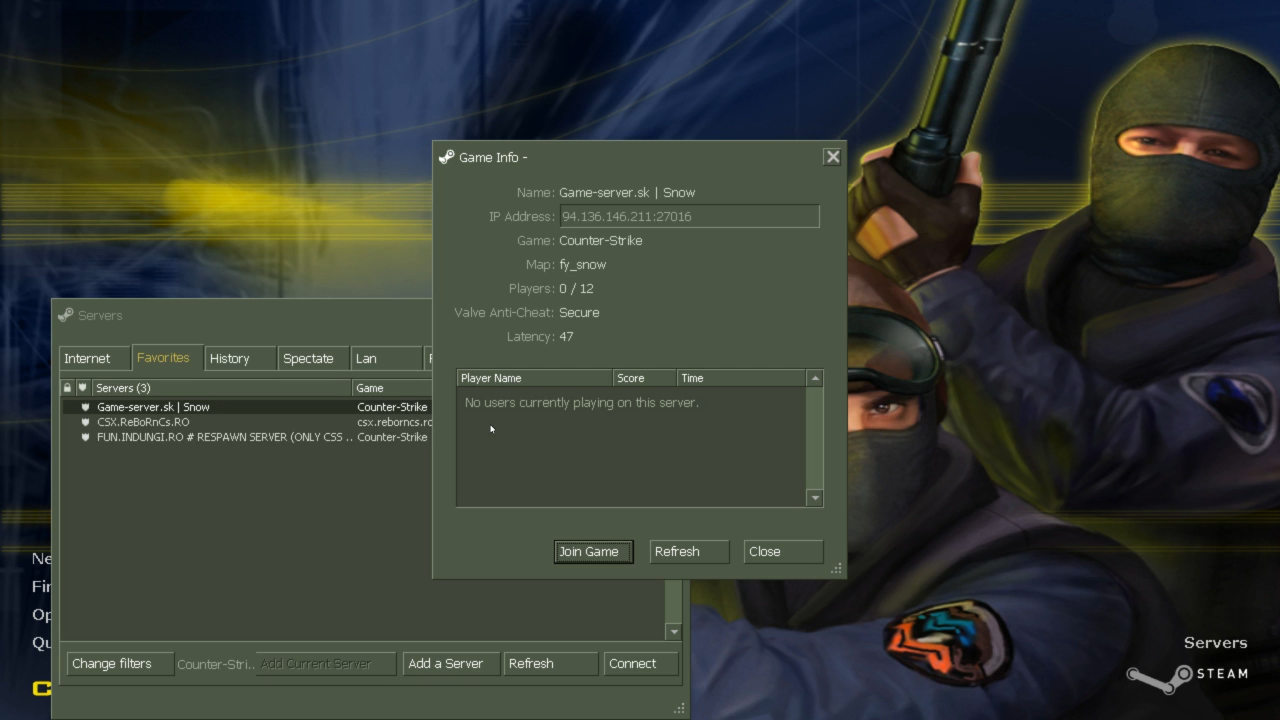 Game Info -
Name: Game-server.sk | Snow
IP Address: 94.136.146.211:27016
Game: Counter-Strike
Map: fy_snow
Players: 0 / 12
Valve Anti-Cheat: Secure
Latency: 47
Player Name Score Time
No users currently playing on this server.
Join Game Refresh Close
Servers
Internet Favorites History Spectate Lan
Servers (3) Game
Game-server.sk | Snow Counter-Strike
CSX.ReBoRnCs.RO csx.reborncs.ro
FUN.INDUNGI.RO # RESPAWN SERVER (ONLY CSS .. Counter-Strike
Change filters Counter-Stri.. Add Current Server Add a Server Refresh Connect
Ne
Fin
Op
Qu
Servers
STEAM